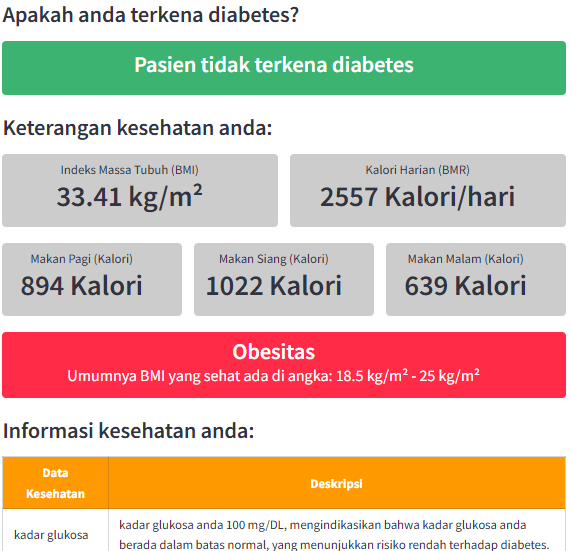 Apakah anda terkena diabetes?
Pasien tidak terkena diabetes
Keterangan kesehatan anda:
Indeks Massa Tubuh (BMI)
33.41 kg/m²
Kalori Harian (BMR)
2557 Kalori/hari
Makan Pagi (Kalori)
894 Kalori
Makan Siang (Kalori)
1022 Kalori
Makan Malam (Kalori)
639 Kalori
Obesitas
Umumnya BMI yang sehat ada di angka: 18.5 kg/m² - 25 kg/m²
Informasi kesehatan anda:
Data
Kesehatan
Deskripsi
kadar glukosa
kadar glukosa anda 100 mg/DL, mengindikasikan bahwa kadar glukosa anda
berada dalam batas normal, yang menunjukkan risiko rendah terhadap diabetes.